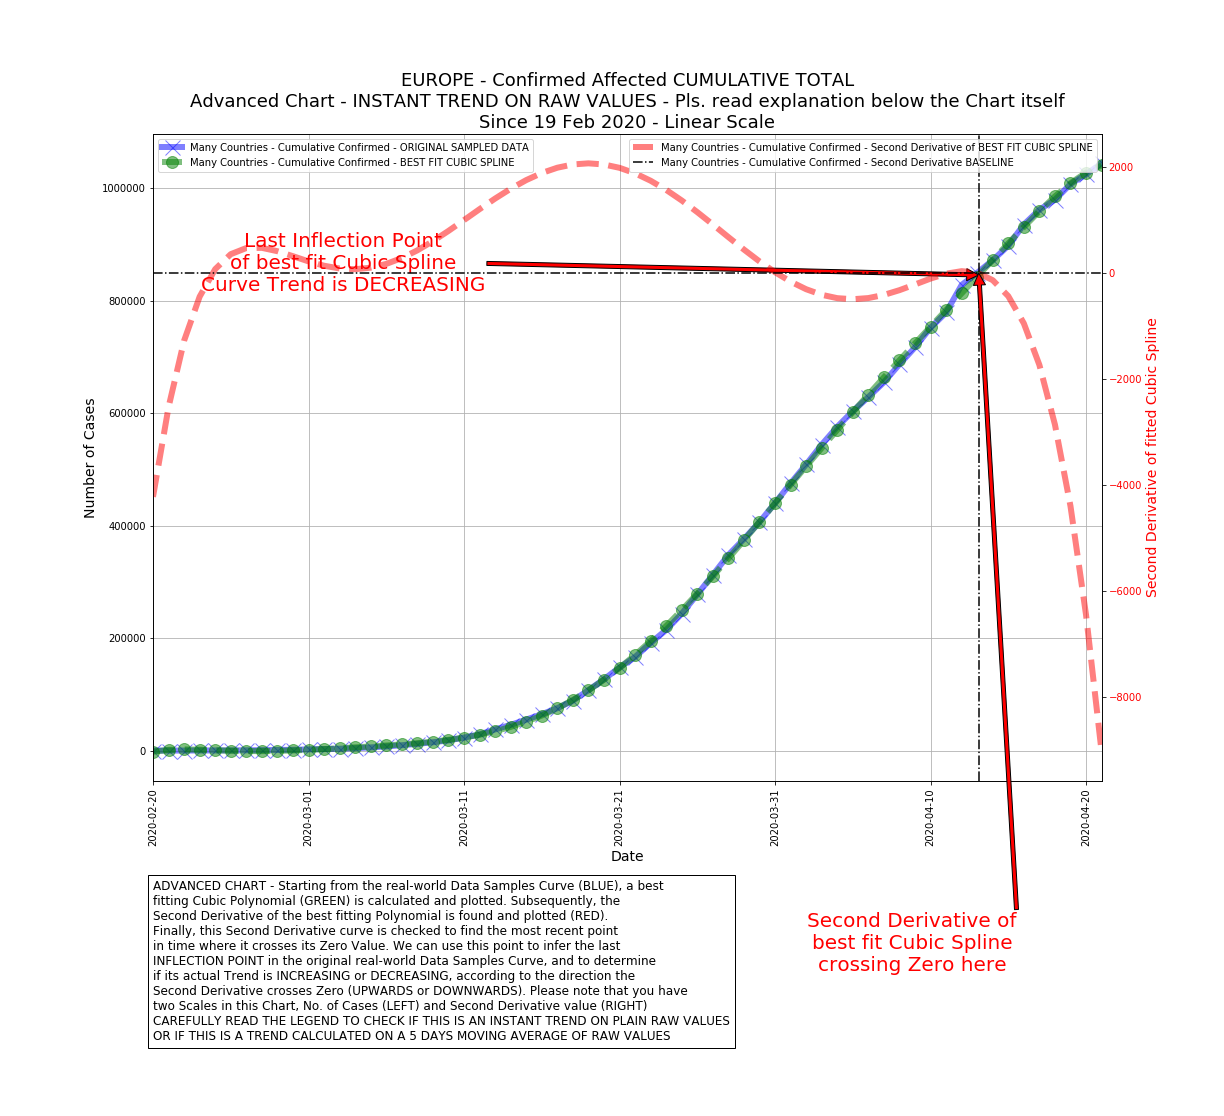 EUROPE - Confirmed Affected CUMULATIVE TOTAL
Advanced Chart - INSTANT TREND ON RAW VALUES - Pls. read explanation below the Chart itself
Since 19 Feb 2020 - Linear Scale
Many Countries - Cumulative Confirmed - ORIGINAL SAMPLED DATA
Many Countries - Cumulative Confirmed - BEST FIT CUBIC SPLINE
Many Countries - Cumulative Confirmed - Second Derivative of BEST FIT CUBIC SPLINE
Many Countries - Cumulative Confirmed - Second Derivative BASELINE
Number of Cases
1000000
800000
600000
400000
200000
0
Last Inflection Point
of best fit Cubic Spline
Curve Trend is DECREASING
2000
0
−2000
−4000
−6000
−8000
Second Derivative of fitted Cubic Spline
2020-02-20
2020-03-01
2020-03-11
2020-03-21
2020-03-31
2020-04-10
2020-04-20
Date
ADVANCED CHART - Starting from the real-world Data Samples Curve (BLUE), a best
fitting Cubic Polynomial (GREEN) is calculated and plotted. Subsequently, the
Second Derivative of the best fitting Polynomial is found and plotted (RED).
Finally, this Second Derivative curve is checked to find the most recent point
in time where it crosses its Zero Value. We can use this point to infer the last
INFLECTION POINT in the original real-world Data Samples Curve, and to determine
if its actual Trend is INCREASING or DECREASING, according to the direction the
Second Derivative crosses Zero (UPWARDS or DOWNWARDS). Please note that you have
two Scales in this Chart, No. of Cases (LEFT) and Second Derivative value (RIGHT)
CAREFULLY READ THE LEGEND TO CHECK IF THIS IS AN INSTANT TREND ON PLAIN RAW VALUES
OR IF THIS IS A TREND CALCULATED ON A 5 DAYS MOVING AVERAGE OF RAW VALUES
Second Derivative of
best fit Cubic Spline
crossing Zero here